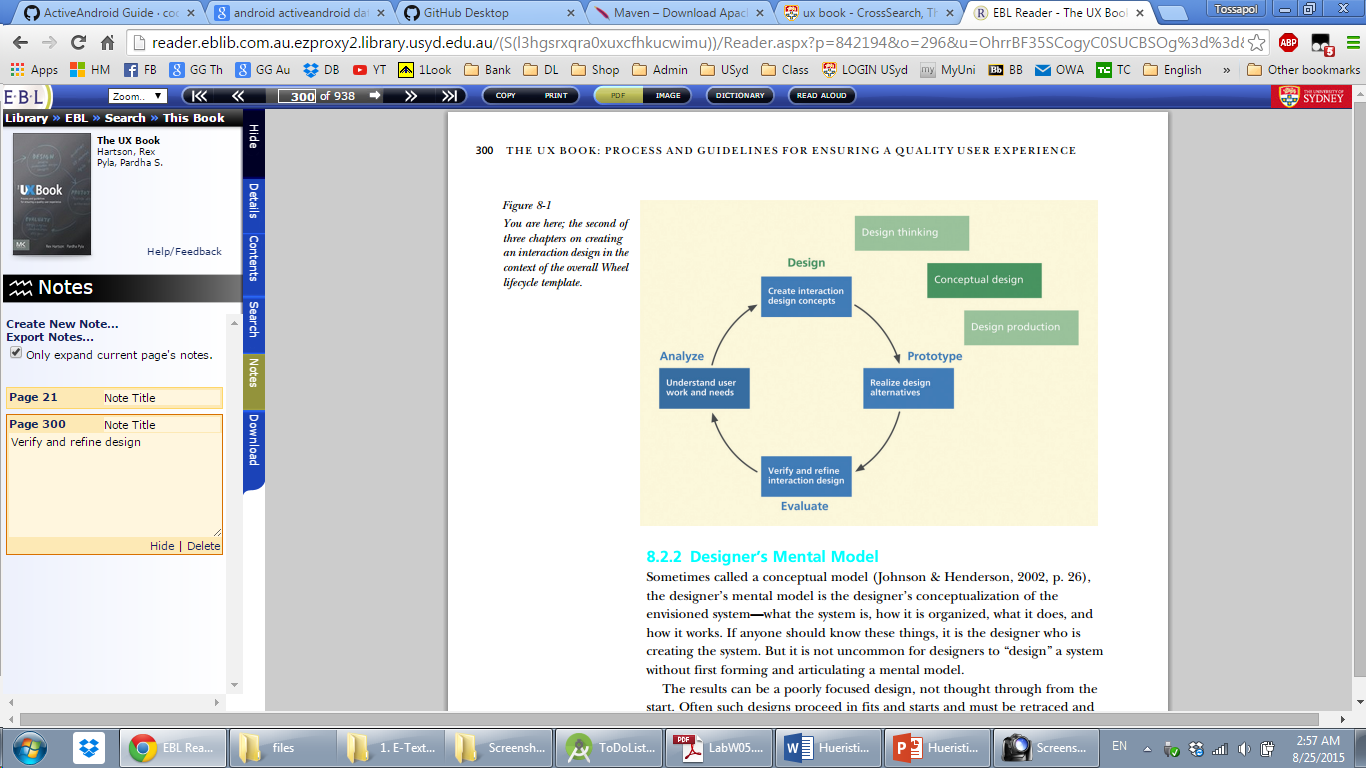 ActiveAndroid Guide · coc
android activeandroid dat
GitHub Desktop
Maven – Download Apac
ux book - CrossSearch, Th
EBL Reader - The UX Boo
Tossapol
reader.eblib.com.au.ezproxy2.library.usyd.edu.au/(S(l3hgsrxqra0xuxcfhkucwimu))/Reader.aspx?p=842194&o=296&u=OhrrBF35SCogyC0SUCBSOg%3d%3d&
ABP
5
Apps
HM
FB
GG Th
GG Au
DB
YT
1Look
Bank
DL
Shop
Admin
USyd
Class
LOGIN USyd
my MyUni
Bb BB
OWA
TC TC
English
»
Other bookmarks
E·B·L
Zoom..
300 of 938
COPY
PRINT
PDF
IMAGE
DICTIONARY
READ ALOUD
THE UNIVERSITY OF
SYDNEY
Library » EBL » Search » This Book
The UX Book
Hartson, Rex
Pyla, Pardha S.
Help/Feedback
Notes
Create New Note...
Export Notes...
Only expand current page's notes.
Page 21 Note Title
Page 300 Note Title
Verify and refine design
Hide | Delete
Hide
Details
Contents
Search
Notes
Download
300 THE UX BOOK: PROCESS AND GUIDELINES FOR ENSURING A QUALITY USER EXPERIENCE
Figure 8-1
You are here; the second of
three chapters on creating
an interaction design in the
context of the overall Wheel
lifecycle template.
Design thinking
Design
Conceptual design
Create interaction
design concepts
Design production
Analyze
Prototype
Understand user
work and needs
Realize design
alternatives
Verify and refine
interaction design
Evaluate
8.2.2 Designer's Mental Model
Sometimes called a conceptual model (Johnson & Henderson, 2002, p. 26),
the designer's mental model is the designer's conceptualization of the
envisioned system—what the system is, how it is organized, what it does, and
how it works. If anyone should know these things, it is the designer who is
creating the system. But it is not uncommon for designers to “design” a system
without first forming and articulating a mental model.
The results can be a poorly focused design, not thought through from the
start. Often such designs proceed in fits and starts and must be retraced and
EBL Rea...
files
1. E-Text...
Screensh...
ToDoList...
LabW05....
Hueristi...
Hueristi...
Screens...
EN
2:57 AM
8/25/2015